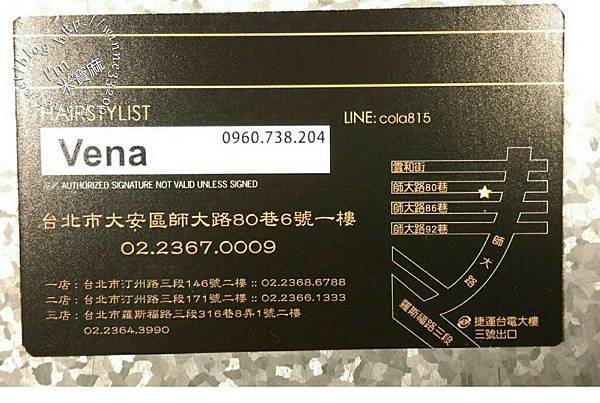 I'm
米寶麻
HAIRSTYLIST
LINE: cola815
0960.738.204
Vena
AUTHORIZED SIGNATURE NOT VALID UNLESS SIGNED
台北市大安區師大路80巷6號一樓
02.2367.0009
一店：台北市汀州路三段146號二樓 :: 02.2368.6788
二店：台北市汀州路三段171號二樓 :: 02.2366.1333
三店：台北市羅斯福路三段316巷8弄1號二樓
02.2364.3990
雲和街
師大路80巷
師大路86巷
師大路92巷
師大路
羅斯福路三段
捷運台電大樓
三號出口